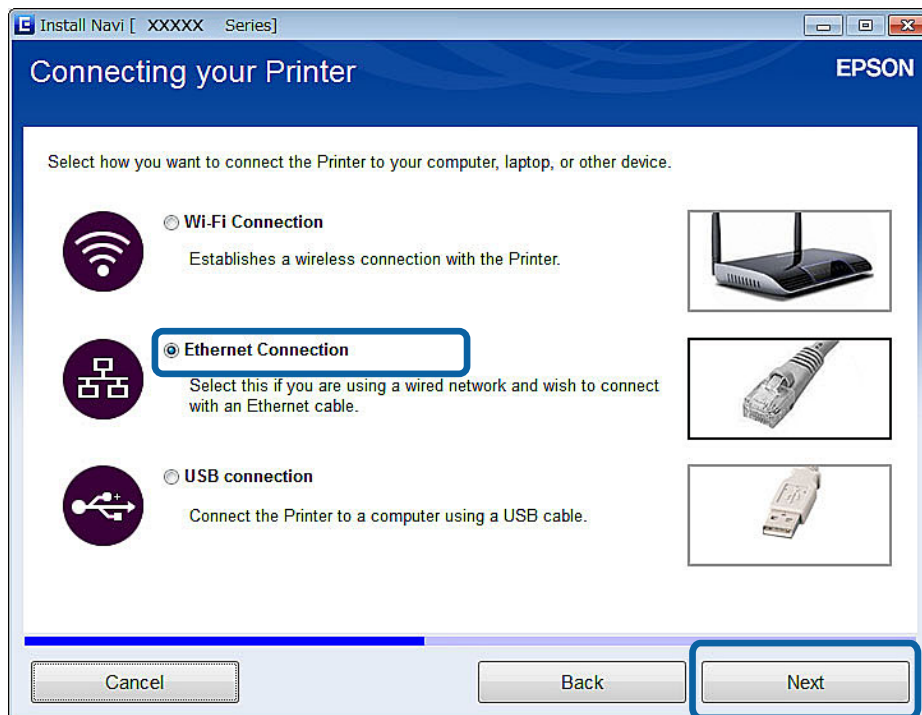 Install Navi [ XXXXX Series]
Connecting your Printer
EPSON
Select how you want to connect the Printer to your computer, laptop, or other device.
Wi-Fi Connection
Establishes a wireless connection with the Printer.
Ethernet Connection
Select this if you are using a wired network and wish to connect
with an Ethernet cable.
USB connection
Connect the Printer to a computer using a USB cable.
Cancel
Back
Next